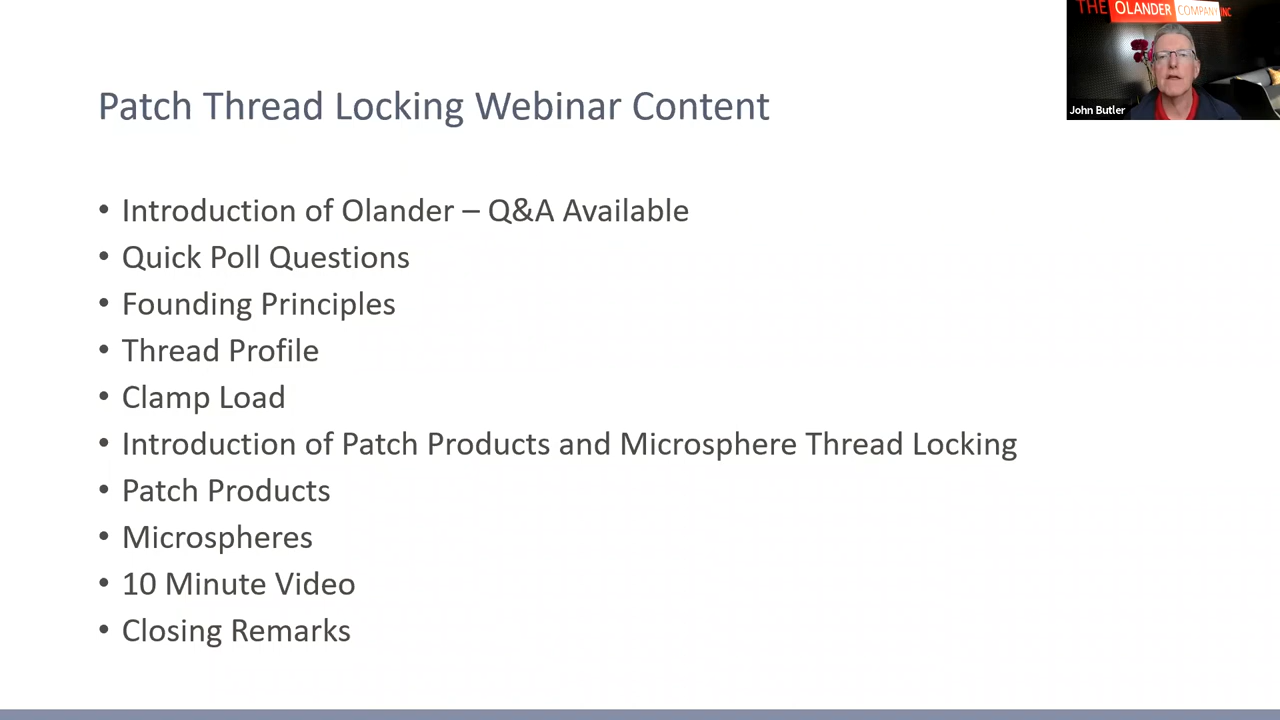 THE OLANDER COMPANY INC
John Butler
Patch Thread Locking Webinar Content
• Introduction of Olander – Q&A Available
• Quick Poll Questions
• Founding Principles
• Thread Profile
• Clamp Load
• Introduction of Patch Products and Microsphere Thread Locking
• Patch Products
• Microspheres
• 10 Minute Video
• Closing Remarks